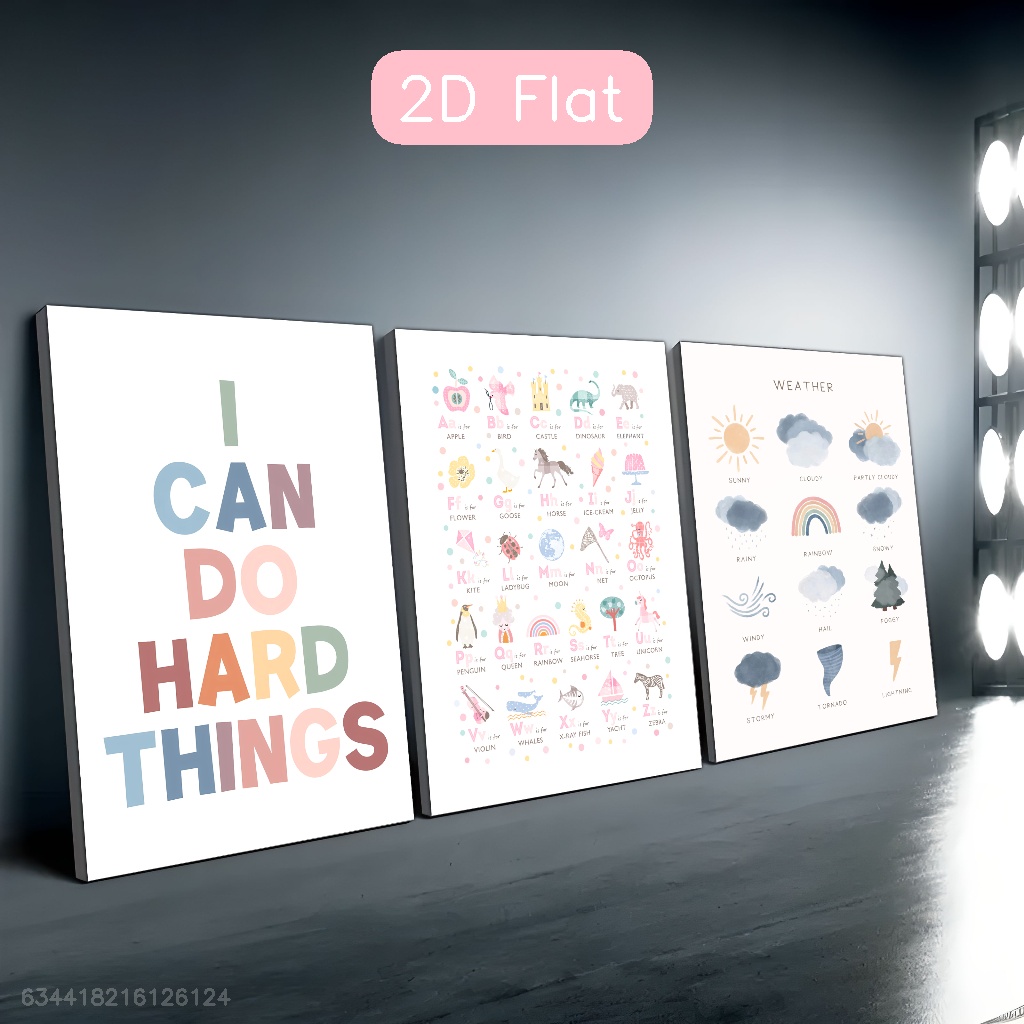 2D Flat
I
CAN
DO
HARD
THINGS
Aa is for Bb is for Cc is for Dd is for Ee is for
APPLE BIRD CASTLE DINOSAUR ELEPHANT
Ff is for Gg is for Hh is for Ii is for Jj is for
FLOWER GOOSE HORSE ICE-CREAM JELLY
Kk is for Ll is for Mm is for Nn is for Oo is for
KITE LADYBUG MOON NET OCTOPUS
Pp is for Qq is for Rr is for Ss is for Tt is for Uu is for
PENGUIN QUEEN RAINBOW SEAHORSE TREE UNICORN
Vv is for Ww is for Xx is for Yy is for Zz is for
VIOLIN WHALES X-RAY FISH YACHT ZEBRA
WEATHER
SUNNY CLOUDY PARTLY CLOUDY
RAINY RAINBOW SNOWY
WINDY HAIL FOGGY
STORMY TORNADO LIGHTNING
634418216126124